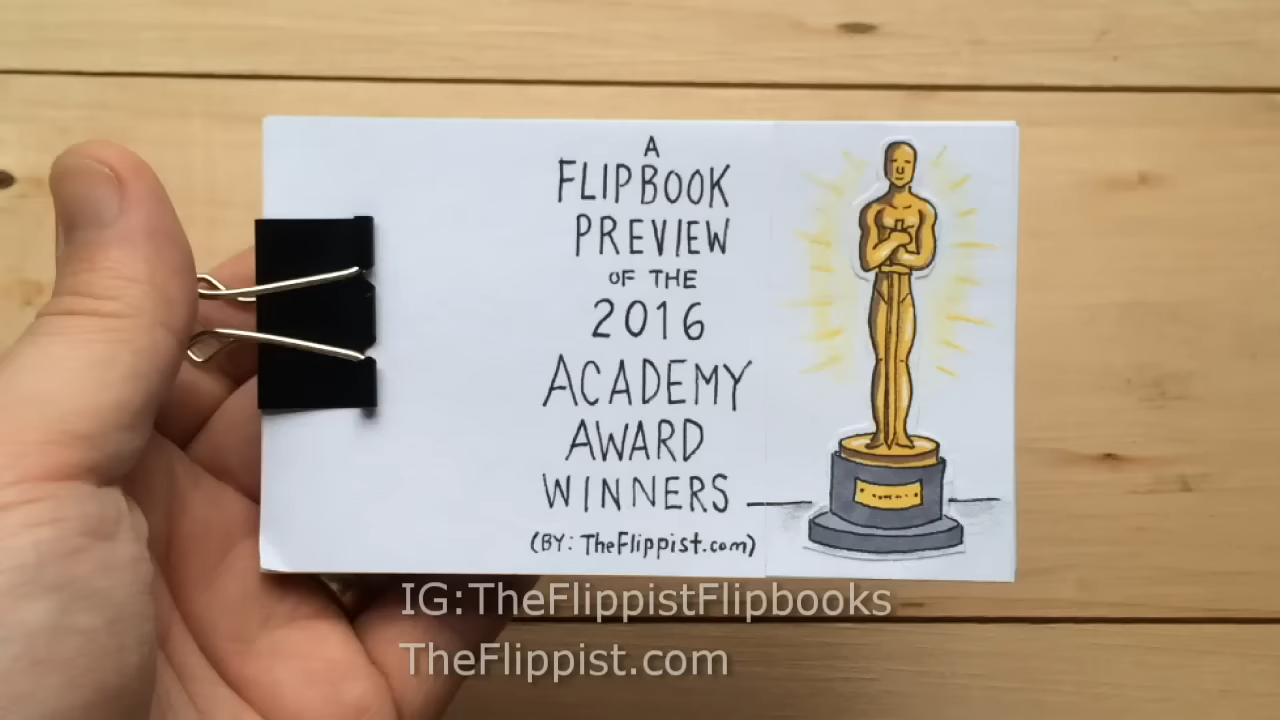 A
FLIPBOOK
PREVIEW
OF THE
2016
ACADEMY
AWARD
WINNERS
(BY: TheFlippist.com)
IG:TheFlippistFlipbooks
TheFlippist.com